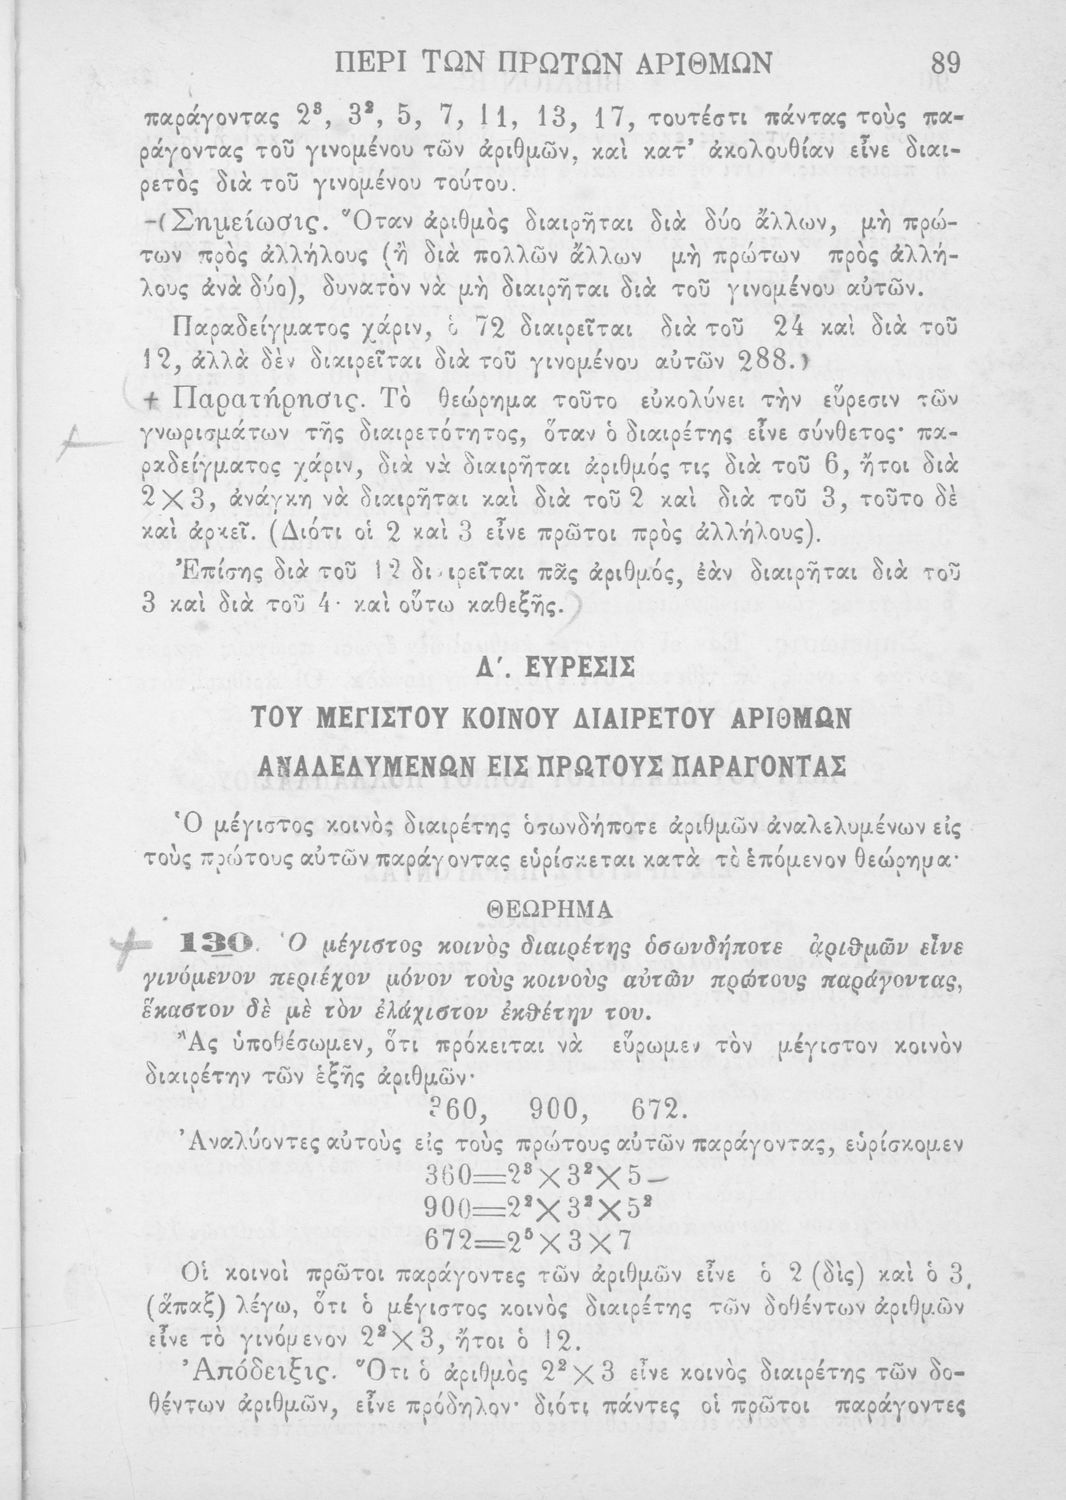 ΠΕΡΙ ΤΩΝ ΠΡΩΤΩΝ ΑΡΙΘΜΩΝ 89
παράγοντας 2³, 3², 5, 7, 11, 13, 17, τουτέστι πάντας τοὺς πα-
ράγοντας τοῦ γινομένου τῶν ἀριθμῶν, καὶ κατ' ἀκολουθίαν εἶνε διαι-
ρετὸς διὰ τοῦ γινομένου τούτου.
(Σημείωσις. Ὅταν ἀριθμὸς διαιρῆται διὰ δύο ἄλλων, μὴ πρώ-
των πρὸς ἀλλήλους (ἢ διὰ πολλῶν ἄλλων μὴ πρώτων πρὸς ἀλλή-
λους ἀνὰ δύο), δυνατὸν νὰ μὴ διαιρῆται διὰ τοῦ γινομένου αὐτῶν.
Παραδείγματος χάριν, ὁ 72 διαιρεῖται διὰ τοῦ 24 καὶ διὰ τοῦ
12, ἀλλὰ δὲν διαιρεῖται διὰ τοῦ γινομένου αὐτῶν 288.)
+ Παρατήρησις. Τὸ θεώρημα τοῦτο εὐκολύνει τὴν εὕρεσιν τῶν
γνωρισμάτων τῆς διαιρετότητος, ὅταν ὁ διαιρέτης εἶνε σύνθετος· πα-
ραδείγματος χάριν, διὰ νὰ διαιρῆται ἀριθμός τις διὰ τοῦ 6, ἤτοι διὰ
2×3, ἀνάγκη νὰ διαιρῆται καὶ διὰ τοῦ 2 καὶ διὰ τοῦ 3, τοῦτο δὲ
καὶ ἀρκεῖ. (Διότι οἱ 2 καὶ 3 εἶνε πρῶτοι πρὸς ἀλλήλους).
Ἐπίσης διὰ τοῦ 12 διαιρεῖται πᾶς ἀριθμός, ἐὰν διαιρῆται διὰ τοῦ
3 καὶ διὰ τοῦ 4· καὶ οὕτω καθεξῆς.)
Δ'. ΕΥΡΕΣΙΣ
ΤΟΥ ΜΕΓΙΣΤΟΥ ΚΟΙΝΟΥ ΔΙΑΙΡΕΤΟΥ ΑΡΙΘΜΩΝ
ΑΝΑΛΕΛΥΜΕΝΩΝ ΕΙΣ ΠΡΩΤΟΥΣ ΠΑΡΑΓΟΝΤΑΣ
Ὁ μέγιστος κοινὸς διαιρέτης ὁσωνδήποτε ἀριθμῶν ἀναλελυμένων εἰς
τοὺς πρώτους αὐτῶν παράγοντας εὑρίσκεται κατὰ τὸ ἑπόμενον θεώρημα·
ΘΕΩΡΗΜΑ
130. Ὁ μέγιστος κοινὸς διαιρέτης ὁσωνδήποτε ἀριθμῶν εἶνε
γινόμενον περιέχον μόνον τοὺς κοινοὺς αὐτῶν πρώτους παράγοντας,
ἕκαστον δὲ μὲ τὸν ἐλάχιστον ἐκθέτην του.
Ἂς ὑποθέσωμεν, ὅτι πρόκειται νὰ εὕρωμεν τὸν μέγιστον κοινὸν
διαιρέτην τῶν ἑξῆς ἀριθμῶν·
360, 900, 672.
Ἀναλύοντες αὐτοὺς εἰς τοὺς πρώτους αὐτῶν παράγοντας, εὑρίσκομεν
360=2³×3²×5
900=2²×3²×5²
672=2⁵×3×7
Οἱ κοινοὶ πρῶτοι παράγοντες τῶν ἀριθμῶν εἶνε ὁ 2 (δὶς) καὶ ὁ 3,
(ἅπαξ) λέγω, ὅτι ὁ μέγιστος κοινὸς διαιρέτης τῶν δοθέντων ἀριθμῶν
εἶνε τὸ γινόμενον 2²×3, ἤτοι ὁ 12.
Ἀπόδειξις. Ὅτι ὁ ἀριθμὸς 2²×3 εἶνε κοινὸς διαιρέτης τῶν δο-
θέντων ἀριθμῶν, εἶνε πρόδηλον· διότι πάντες οἱ πρῶτοι παράγοντες